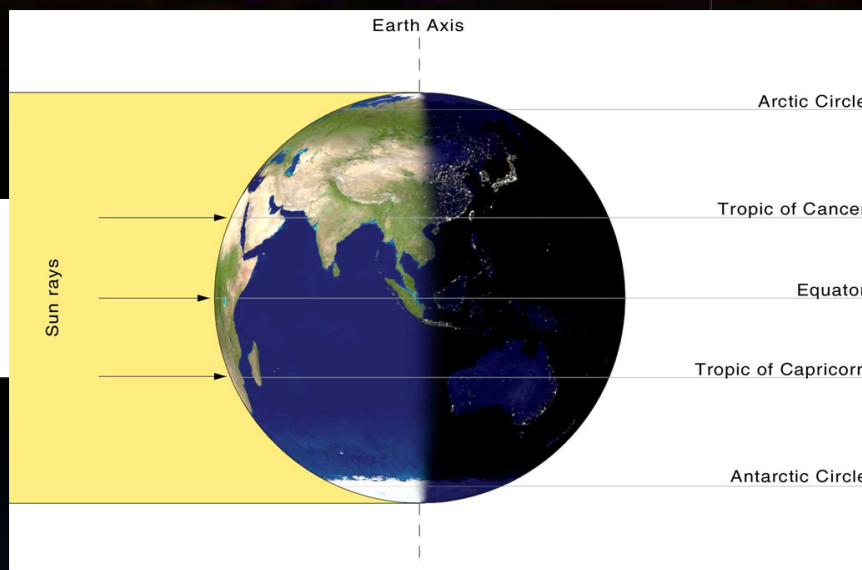 Earth Axis
Arctic Circle
Tropic of Cancer
Sun rays
Equator
Tropic of Capricorn
Antarctic Circle